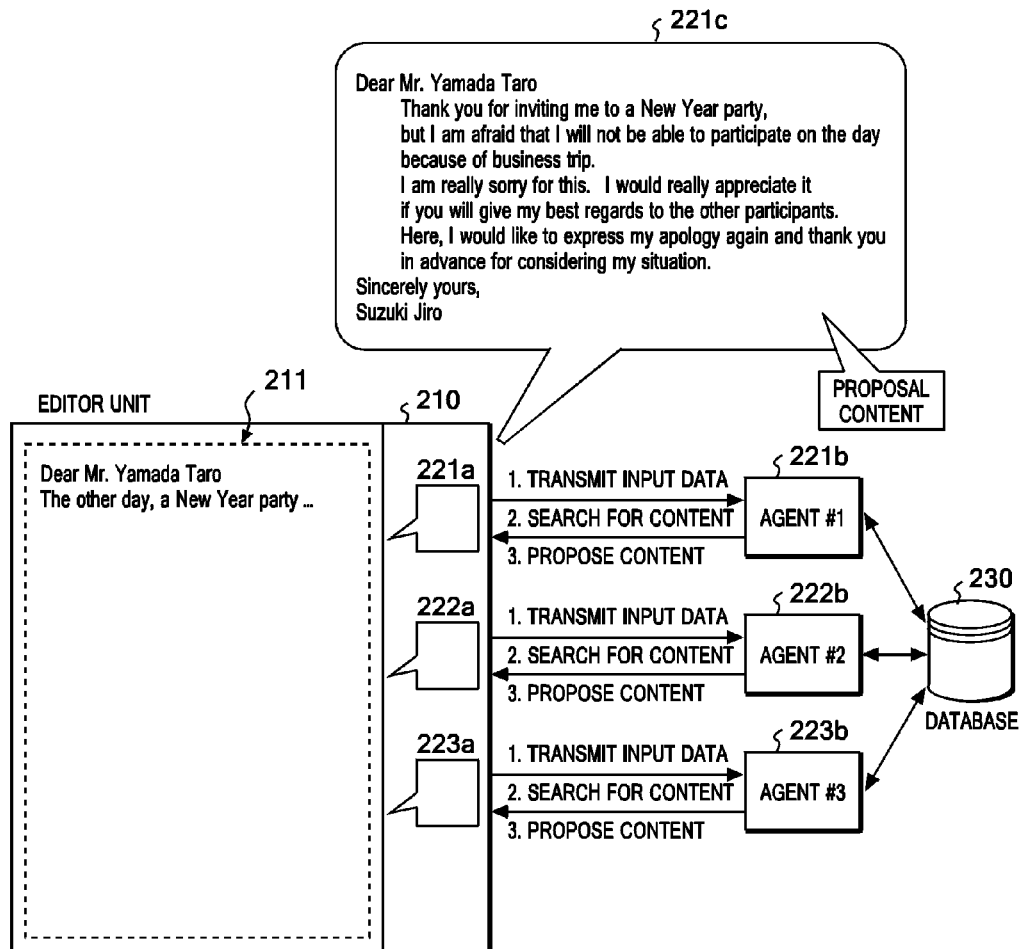 221c
Dear Mr. Yamada Taro
Thank you for inviting me to a New Year party,
but I am afraid that I will not be able to participate on the day
because of business trip.
I am really sorry for this. I would really appreciate it
if you will give my best regards to the other participants.
Here, I would like to express my apology again and thank you
in advance for considering my situation.
Sincerely yours,
Suzuki Jiro
PROPOSAL
CONTENT
EDITOR UNIT
211
210
Dear Mr. Yamada Taro
The other day, a New Year party ...
221a
1. TRANSMIT INPUT DATA
2. SEARCH FOR CONTENT
3. PROPOSE CONTENT
221b
AGENT #1
222a
1. TRANSMIT INPUT DATA
2. SEARCH FOR CONTENT
3. PROPOSE CONTENT
222b
AGENT #2
230
DATABASE
223a
1. TRANSMIT INPUT DATA
2. SEARCH FOR CONTENT
3. PROPOSE CONTENT
223b
AGENT #3